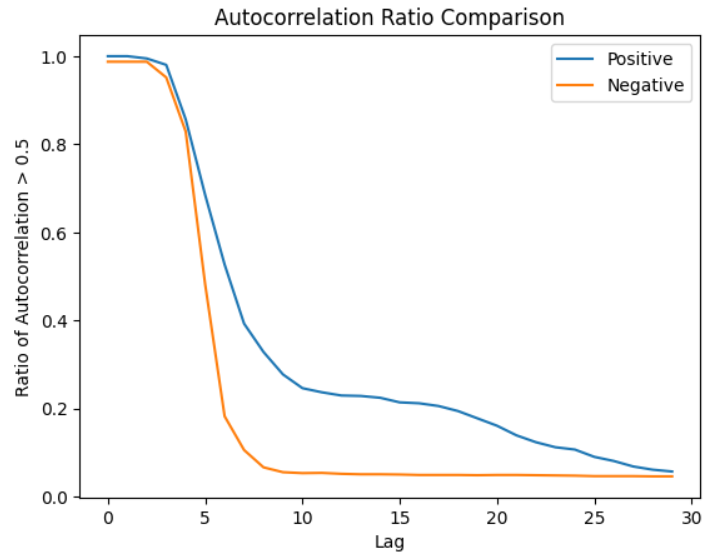 Autocorrelation Ratio Comparison
Positive
Negative
Ratio of Autocorrelation > 0.5
1.0
0.8
0.6
0.4
0.2
0.0
0 5 10 15 20 25 30
Lag